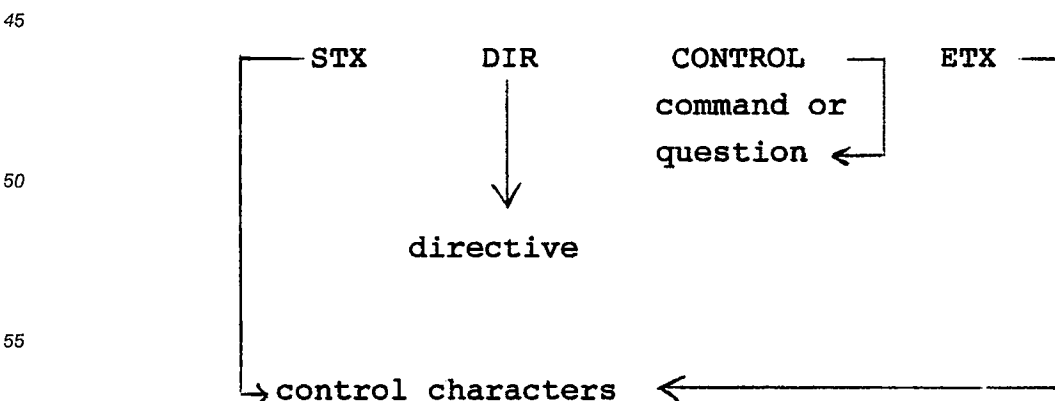 45
STX DIR CONTROL ETX
command or
question
50
directive
55
control characters